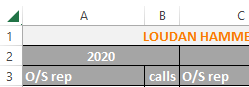 A B C
1 LOUDAN HAMME
2 2020
3 O/S rep calls O/S rep